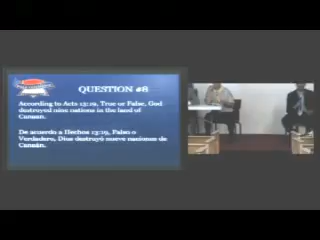 QUESTION #8
According to Acts 13:19, True or False, God
destroyed nine nations in the land of
Canaan.
De acuerdo a Hechos 13:19, Falso o
Verdadero, Dios destruyó nueve naciones de
Canaán.